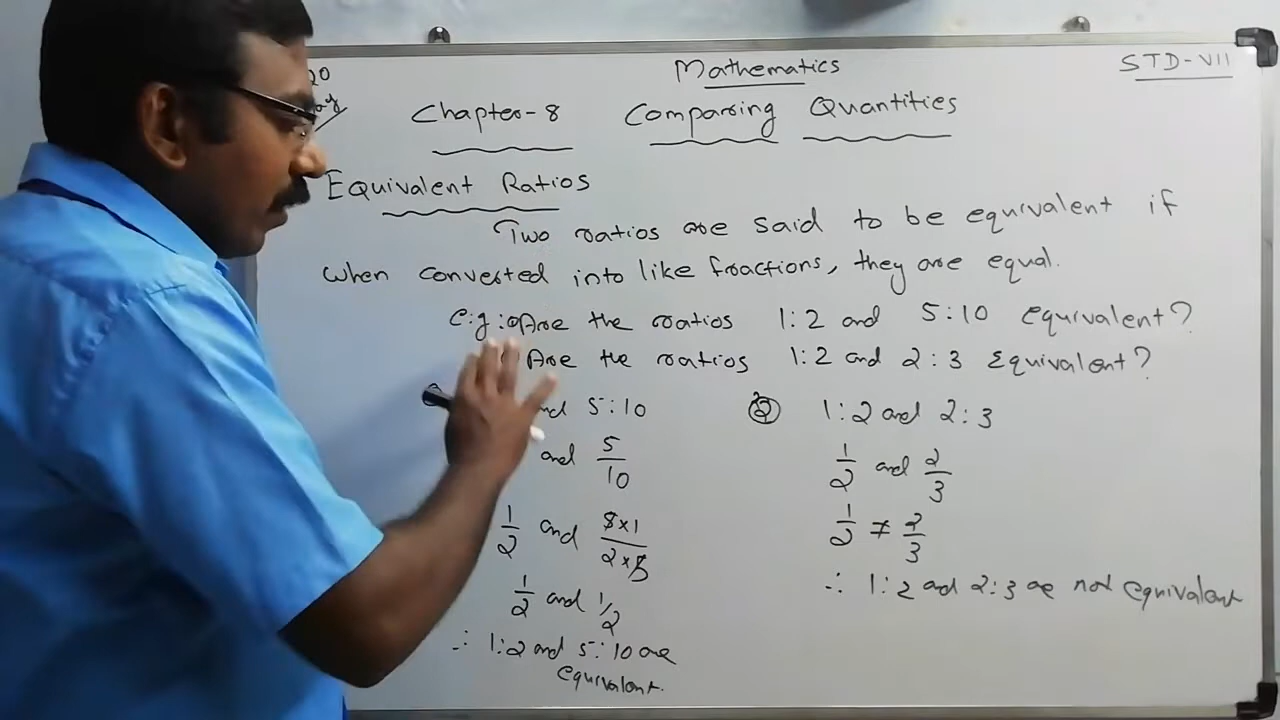 20
Mathematics
STD-VII
Chapter-8 Comparing Quantities
Equivalent Ratios
Two ratios are said to be equivalent if
when converted into like fractions, they are equal.
e.g: Are the ratios 1:2 and 5:10 equivalent?
Are the ratios 1:2 and 2:3 Equivalent?
and 5:10
and 5/10
1/2 and 5×1/2×5
1/2 and 1/2
∴ 1:2 and 5:10 are
equivalent.
② 1:2 and 2:3
1/2 and 2/3
1/2 ≠ 2/3
∴ 1:2 and 2:3 are not equivalent